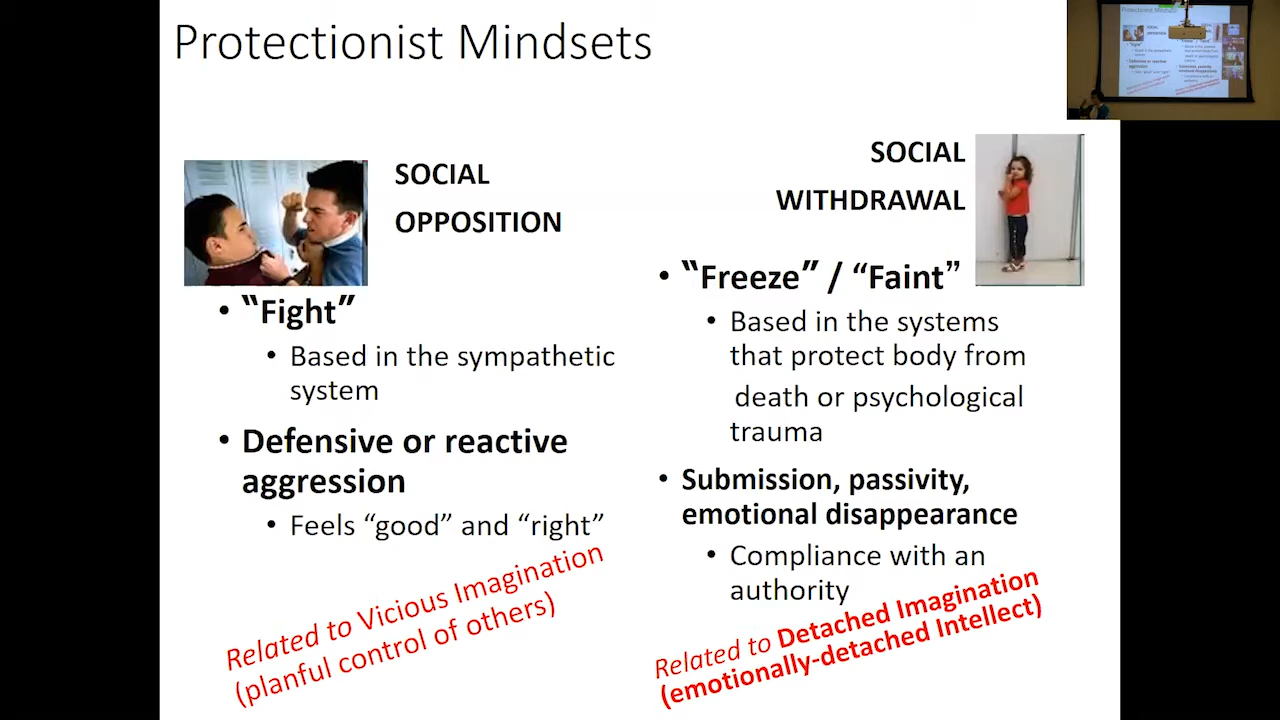 Protectionist Mindsets
SOCIAL
OPPOSITION
• “Fight”
• Based in the sympathetic
system
• Defensive or reactive
aggression
• Feels “good” and “right”
Related to Vicious Imagination
(planful control of others)
SOCIAL
WITHDRAWAL
• “Freeze” / “Faint”
• Based in the systems
that protect body from
death or psychological
trauma
• Submission, passivity,
emotional disappearance
• Compliance with an
authority
Related to Detached Imagination
(emotionally-detached Intellect)